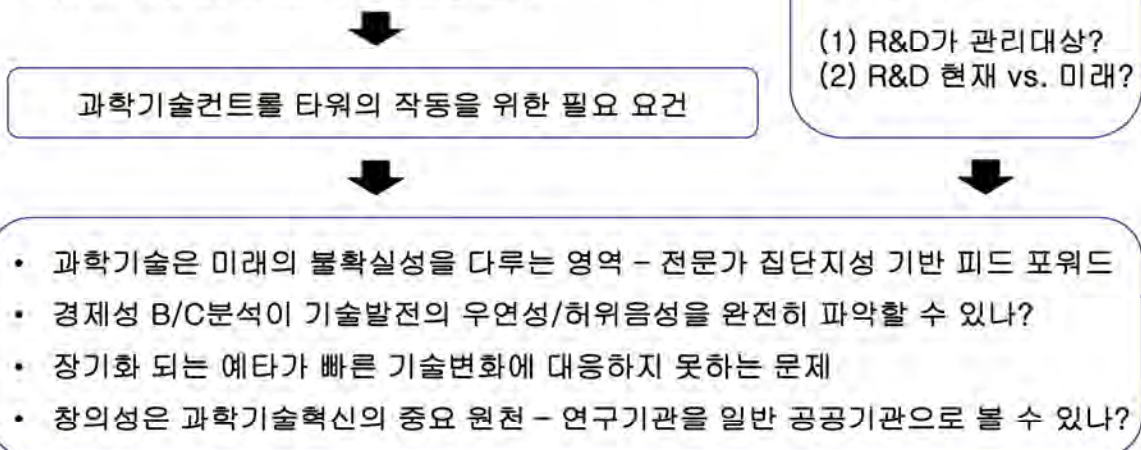 (1) R&D가 관리대상?
(2) R&D 현재 vs. 미래?
과학기술컨트롤 타워의 작동을 위한 필요 요건
• 과학기술은 미래의 불확실성을 다루는 영역 – 전문가 집단지성 기반 피드 포워드
• 경제성 B/C분석이 기술발전의 우연성/허위음성을 완전히 파악할 수 있나?
• 장기화 되는 예타가 빠른 기술변화에 대응하지 못하는 문제
• 창의성은 과학기술혁신의 중요 원천 – 연구기관을 일반 공공기관으로 볼 수 있나?